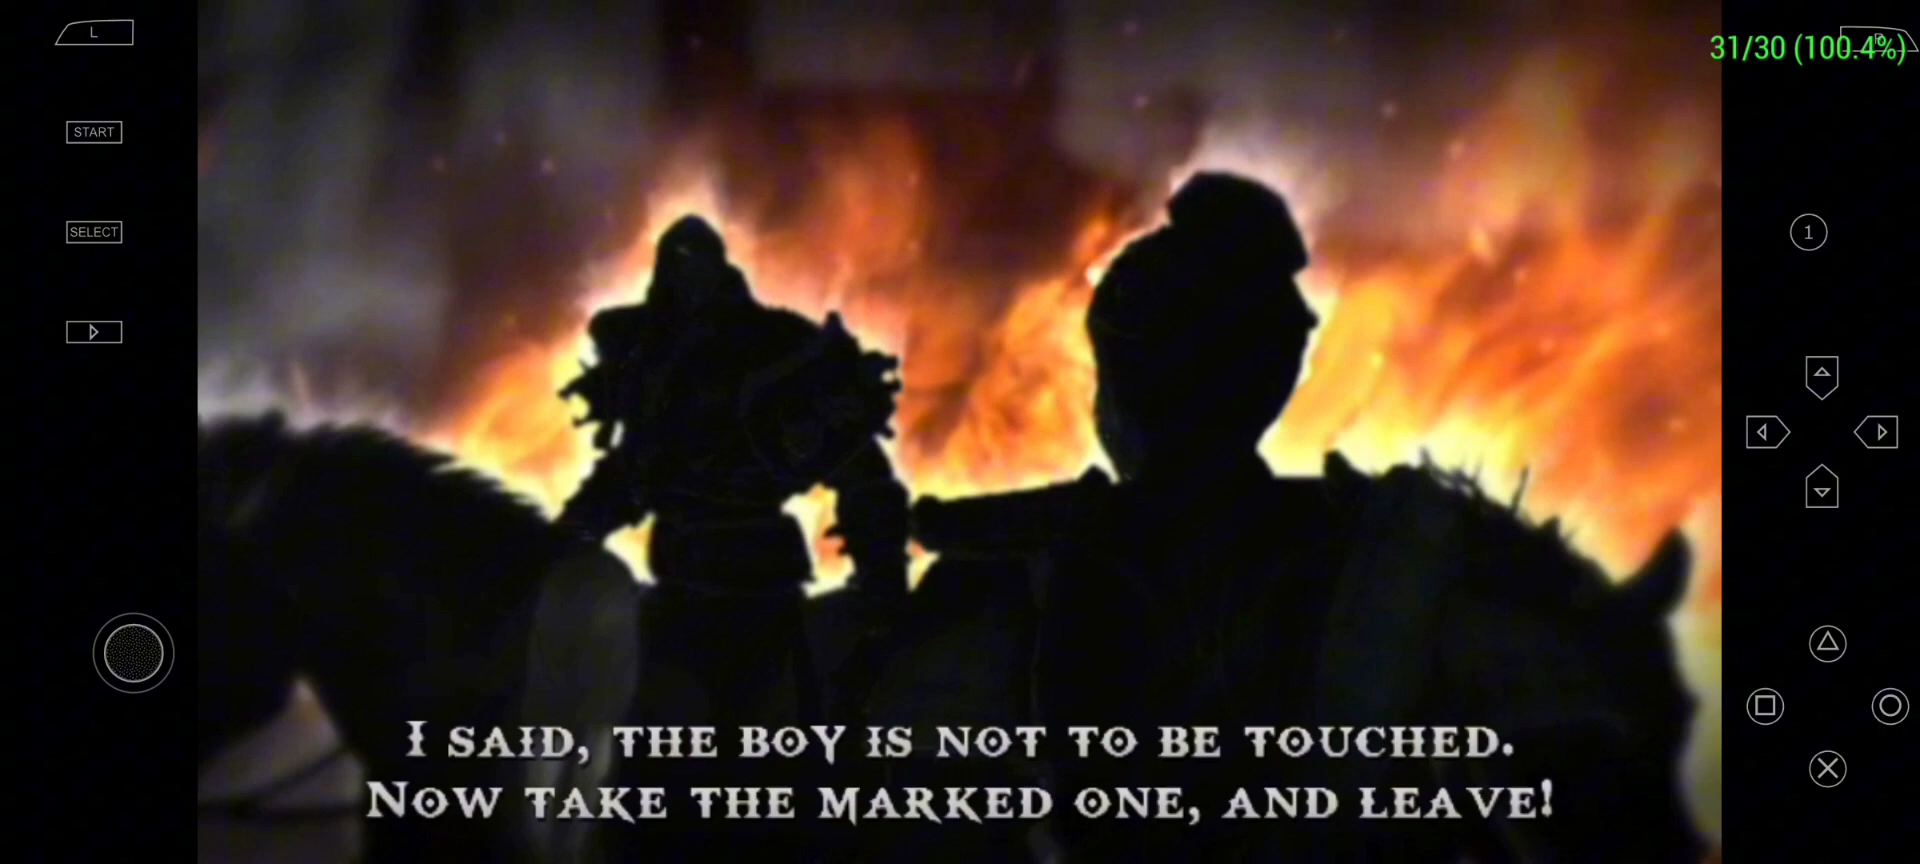 L
31/30 (100.4%)
START
SELECT
1
I SAID, THE BOY IS NOT TO BE TOUCHED.
NOW TAKE THE MARKED ONE, AND LEAVE!